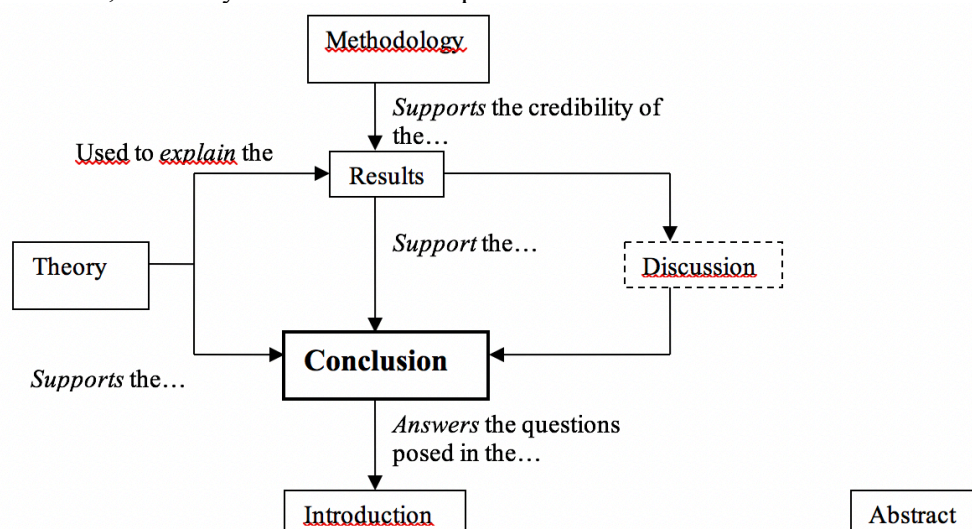 Methodology
Supports the credibility of
the…
Used to explain the
Results
Support the…
Theory
Discussion
Conclusion
Supports the…
Answers the questions
posed in the…
Introduction
Abstract